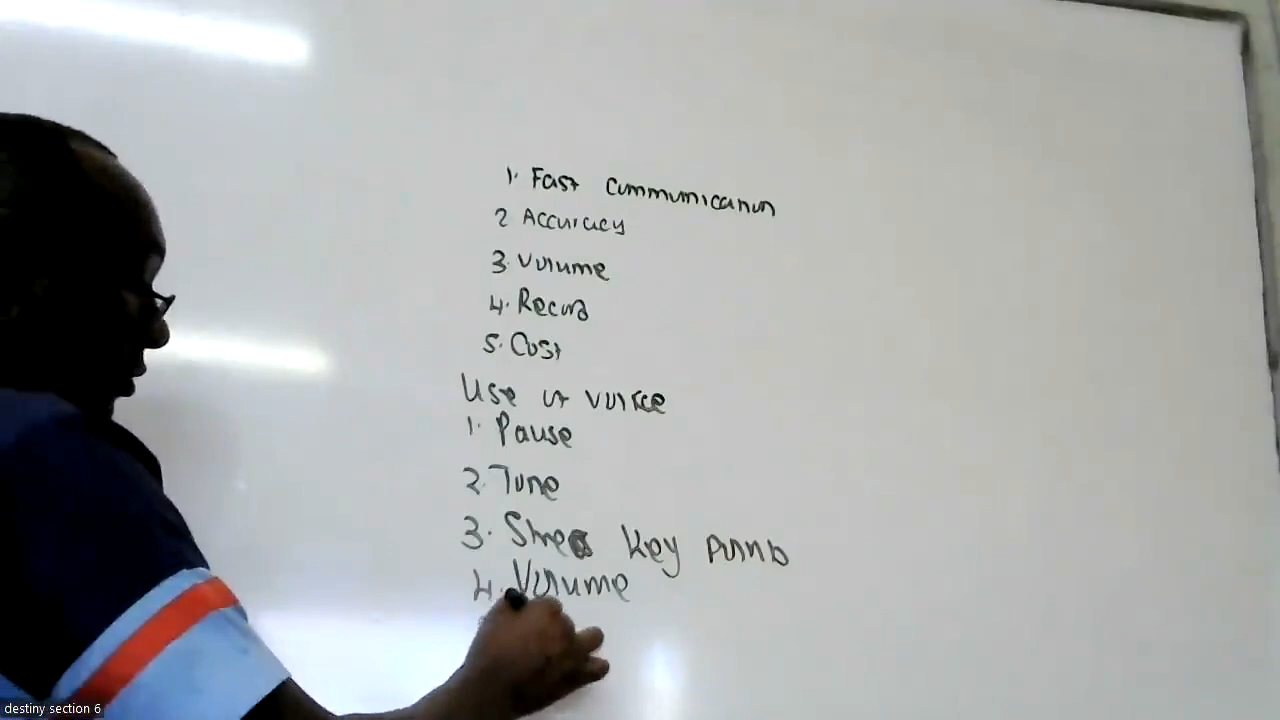 1. Fast Communication
2 Accuracy
3. Volume
4. Record
5. Cost
Use of voice
1. Pause
2. Tone
3. Stress Key points
4. Volume
destiny section 6